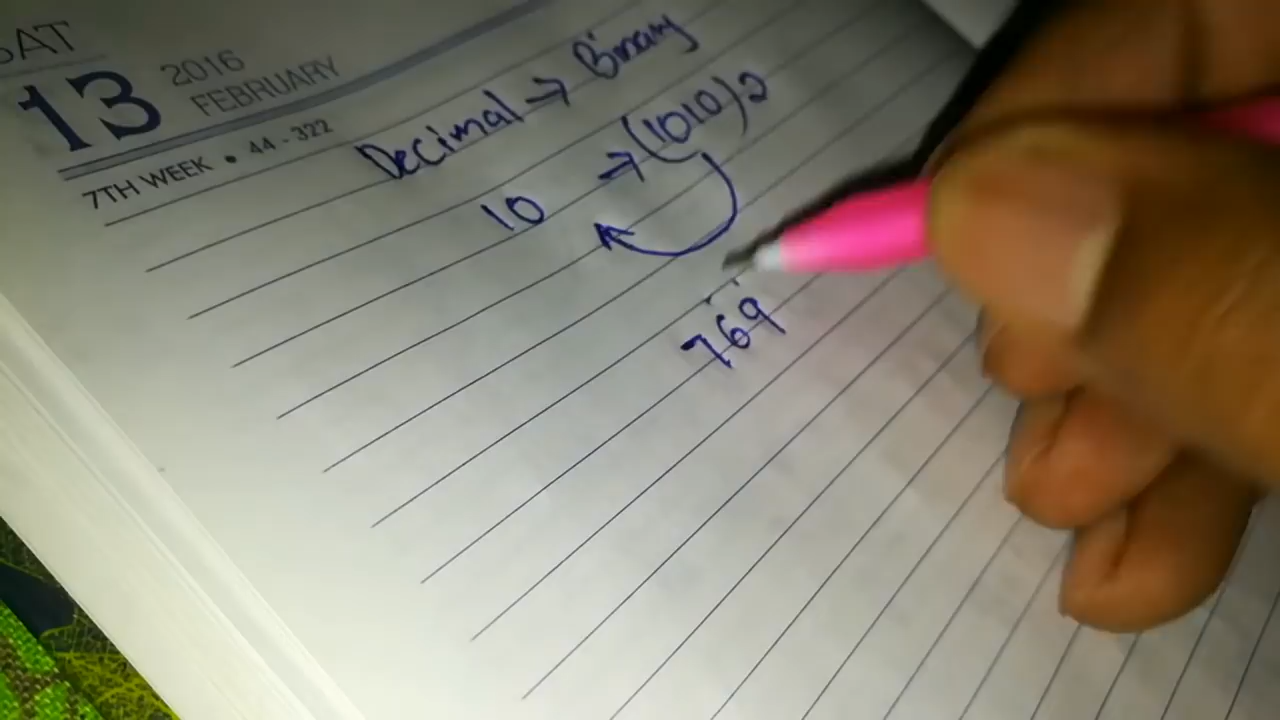 SAT
13 2016
FEBRUARY
7TH WEEK • 44-322
Decimal → Binary
10 → (1010)2
769